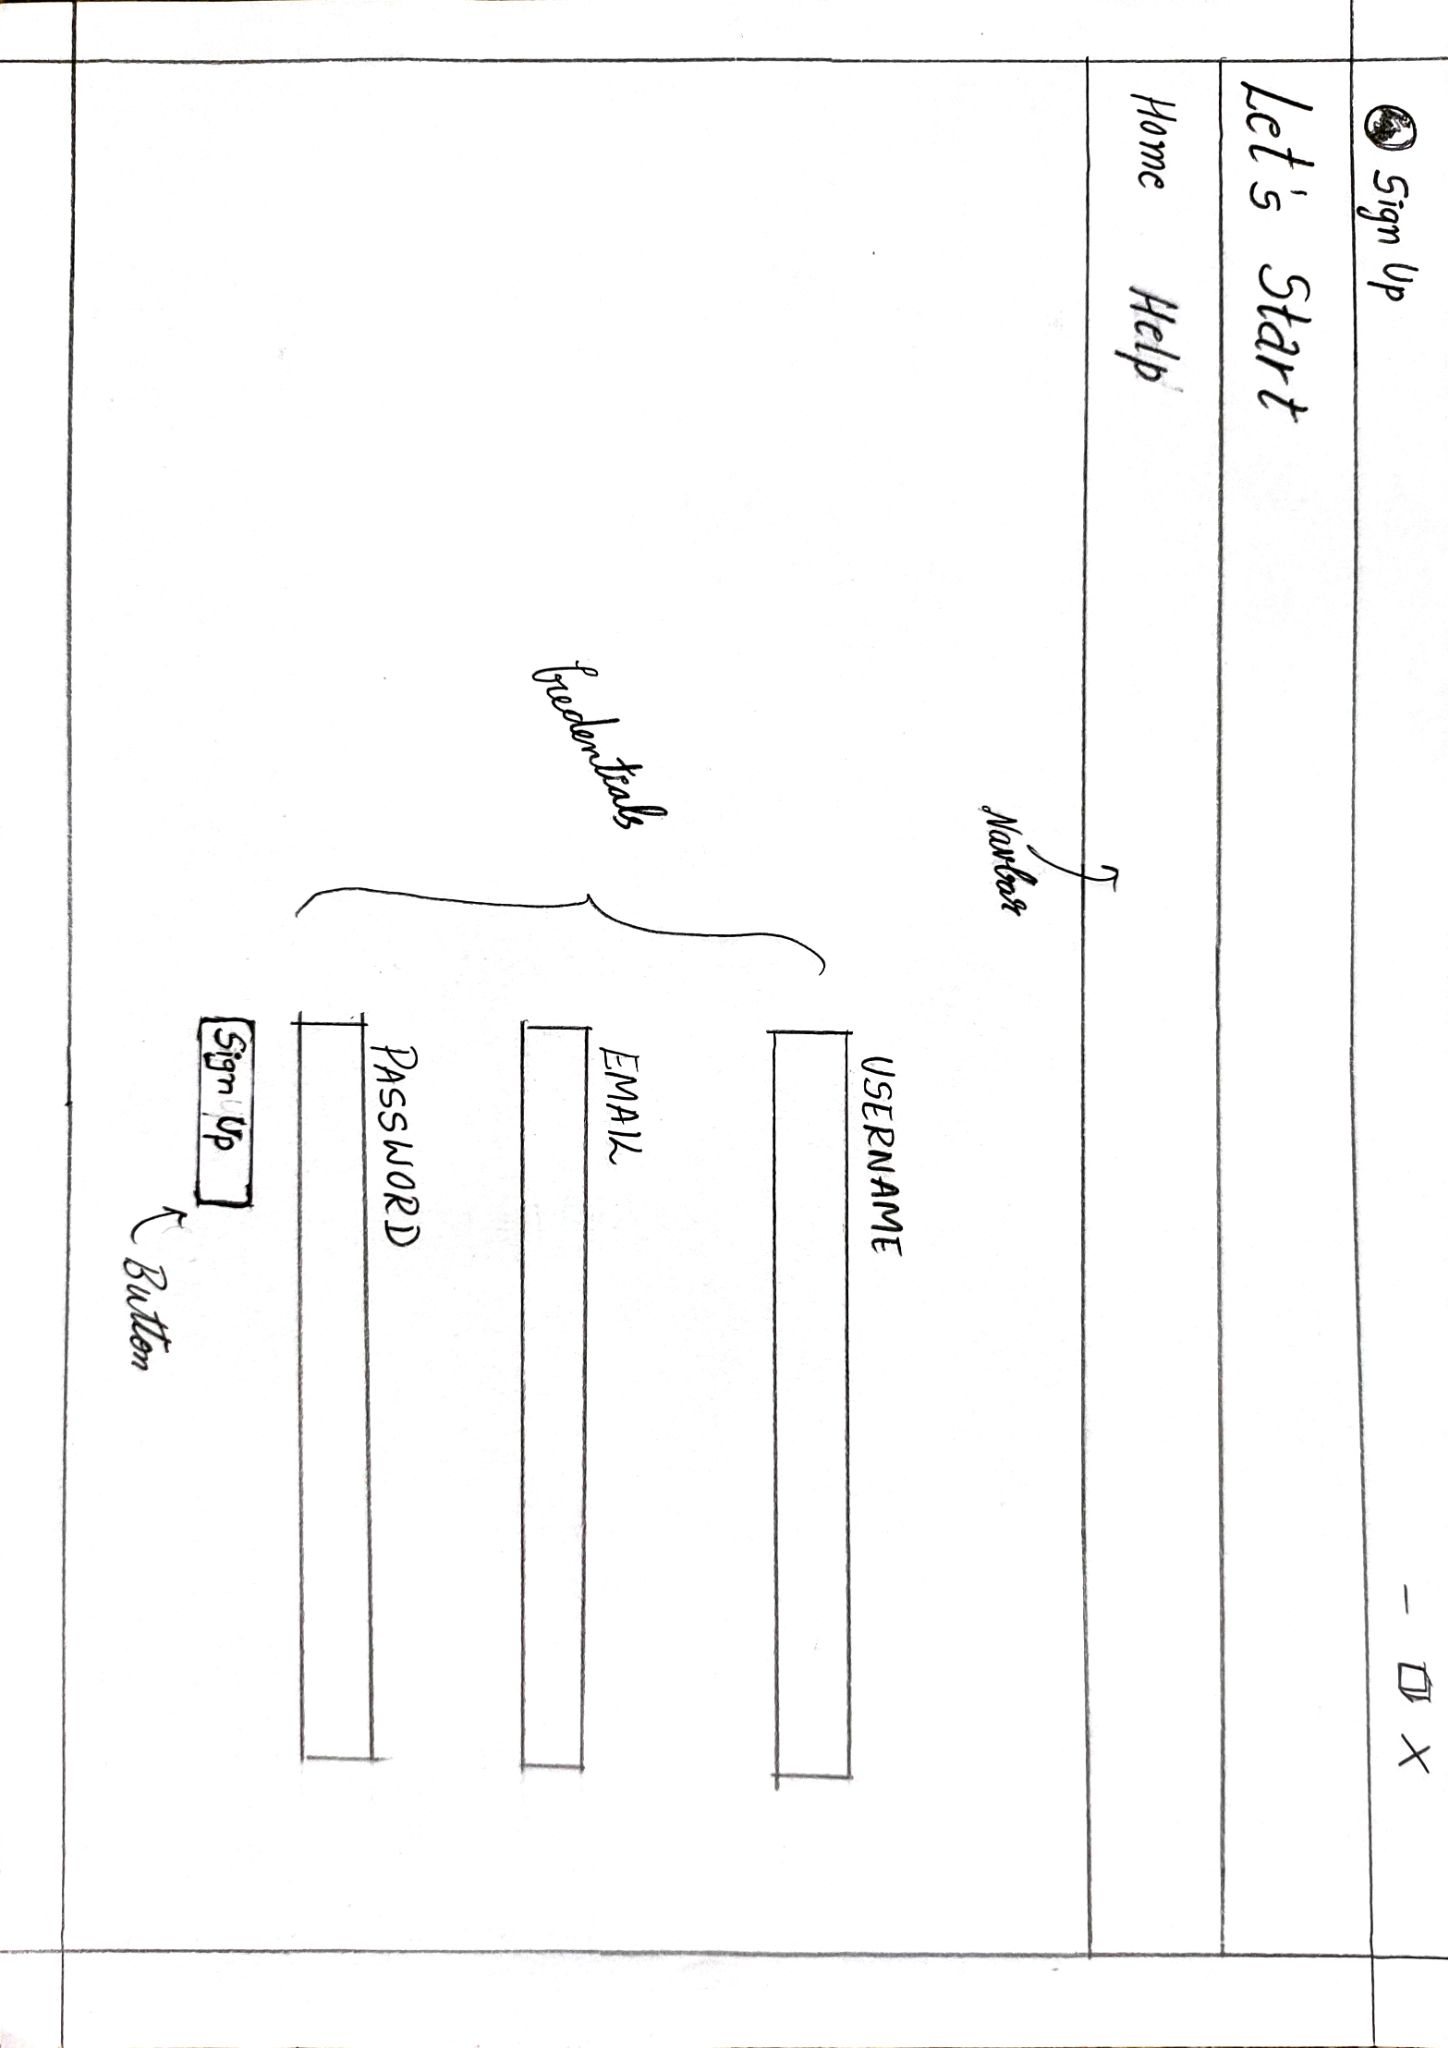 Sign Up
Let's Start
Home Help
Navbar
USERNAME
Credentials
EMAIL
PASSWORD
Sign Up
Button